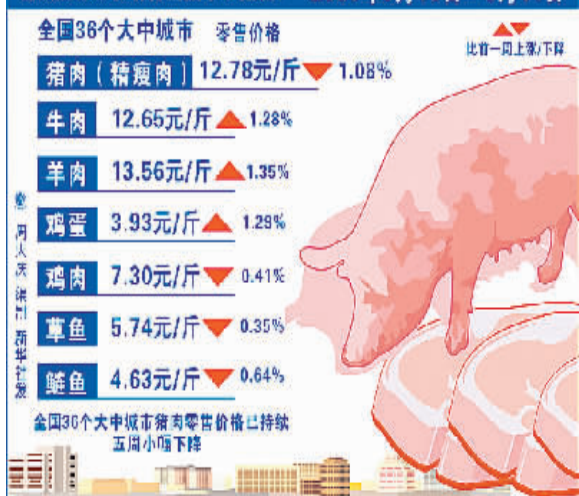 全国36个大中城市 零售价格
比前一周上涨/下降
猪肉（精瘦肉） 12.78元/斤 ▼ 1.08%
牛肉 12.65元/斤 ▲ 1.28%
羊肉 13.56元/斤 ▲ 1.35%
鸡蛋 3.93元/斤 ▲ 1.29%
鸡肉 7.30元/斤 ▼ 0.41%
草鱼 5.74元/斤 ▼ 0.35%
鲢鱼 4.63元/斤 ▼ 0.64%
全国36个大中城市猪肉零售价格已持续
五周小幅下降
编制 新华社发